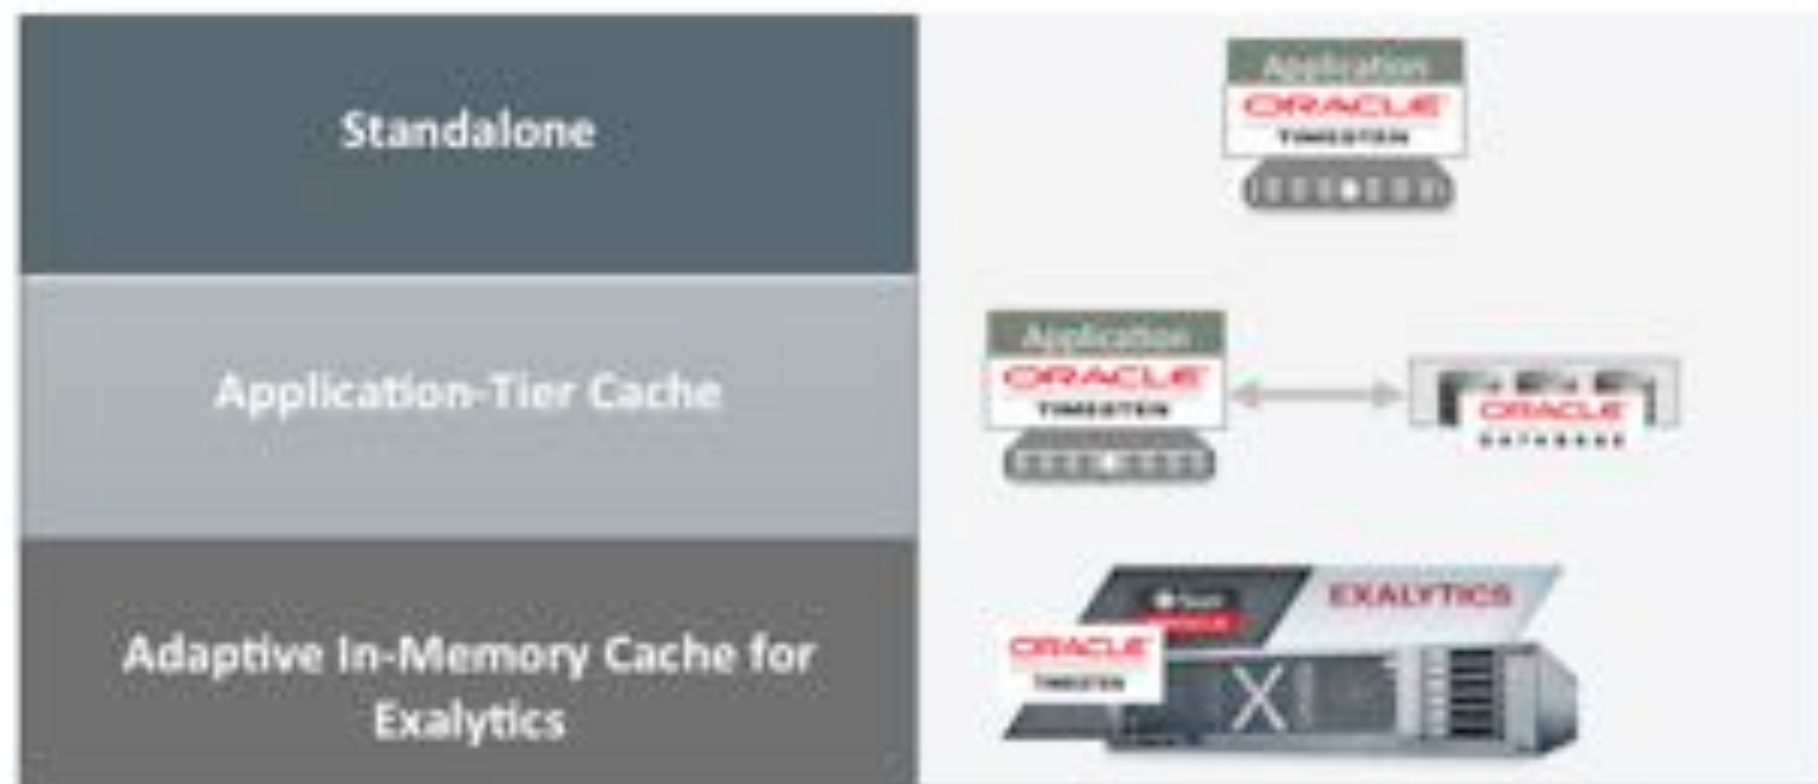 Standalone
Application
ORACLE
TIMESTEN
Application-Tier Cache
Application
ORACLE
TIMESTEN
ORACLE
DATABASE
Adaptive In-Memory Cache for
Exalytics
EXALYTICS
ORACLE
TIMESTEN
X